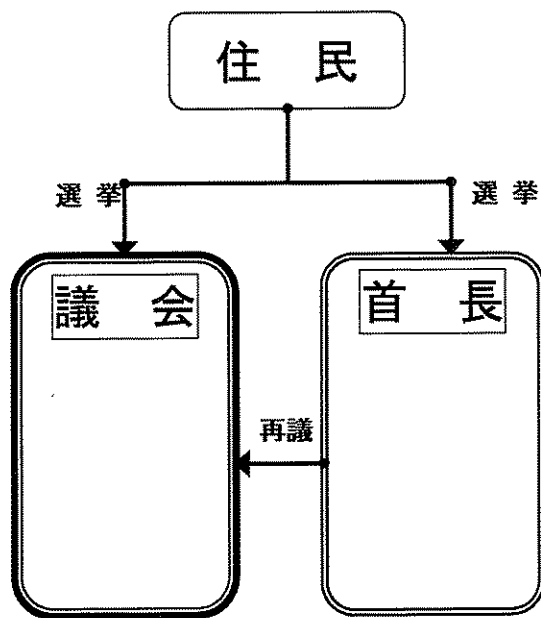 住 民
選 挙
選 挙
議 会
首 長
再議